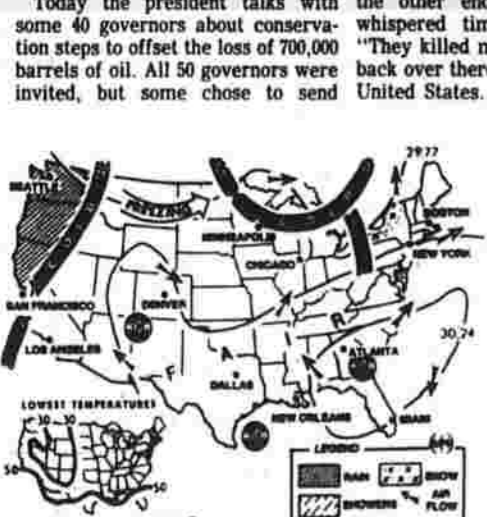 Today the president talks with
some 40 governors about conserva-
tion steps to offset the loss of 700,000
barrels of oil. All 50 governors were
invited, but some chose to send
the other end
whispered tim
"They killed m
back over there
United States.
29.77
SEATTLE
FREEZING
BOSTON
MINNEAPOLIS
NEW YORK
CHICAGO
SAN FRANCISCO
DENVER
30.24
LOS ANGELES
F A I R
ATLANTA
DALLAS
LOWEST TEMPERATURES
NEW ORLEANS
MIAMI
30 30
50
50
LEGEND
RAIN
SNOW
SHOWERS
AIR
FLOW